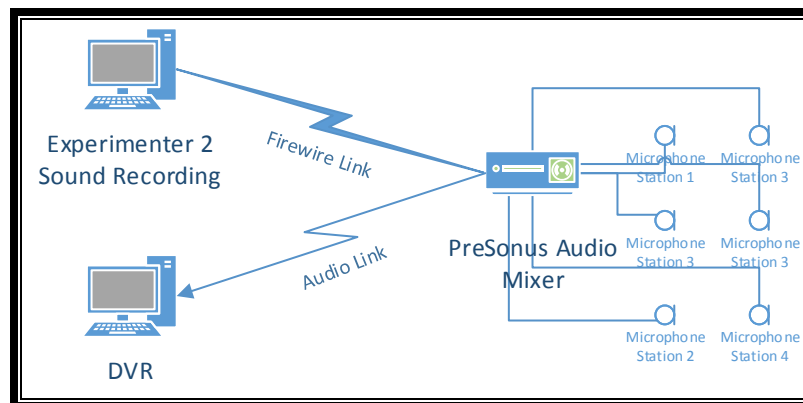 Experimenter 2
Sound Recording
Firewire Link
Audio Link
DVR
PreSonus Audio
Mixer
Microphone
Station 1
Microphone
Station 3
Microphone
Station 3
Microphone
Station 3
Microphone
Station 2
Microphone
Station 4